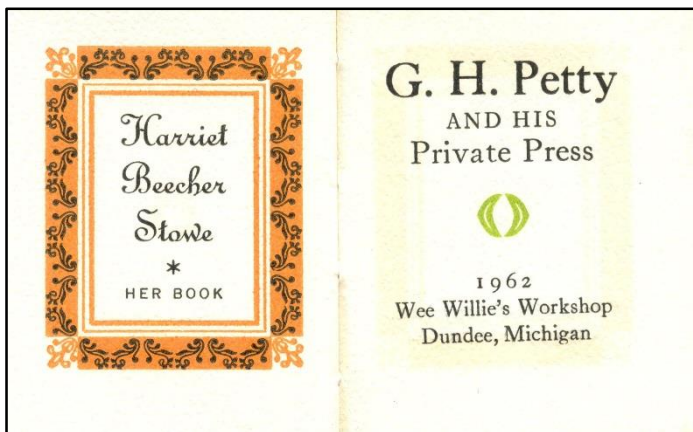 Harriet
Beecher
Stowe
*
HER BOOK
G. H. Petty
AND HIS
Private Press
1962
Wee Willie's Workshop
Dundee, Michigan